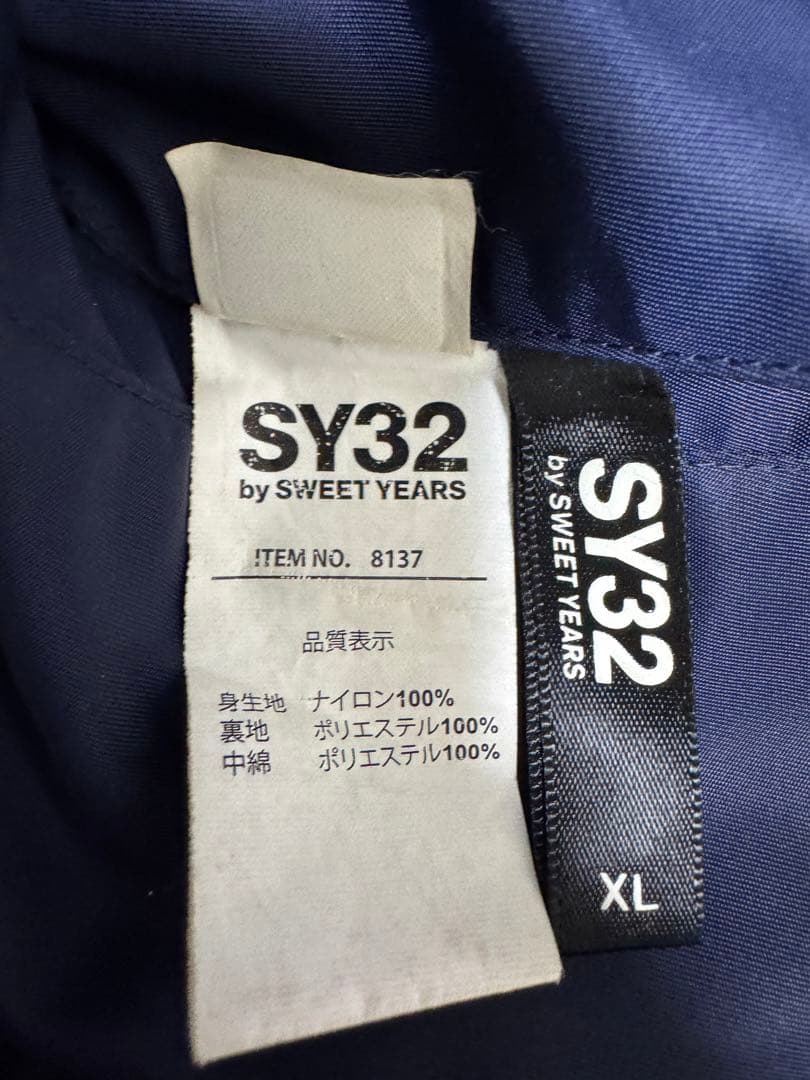 SY32
by SWEET YEARS
ITEM NO. 8137
品質表示
身生地 ナイロン100%
裏地 ポリエステル100%
中綿 ポリエステル100%
SY32
by SWEET YEARS
XL